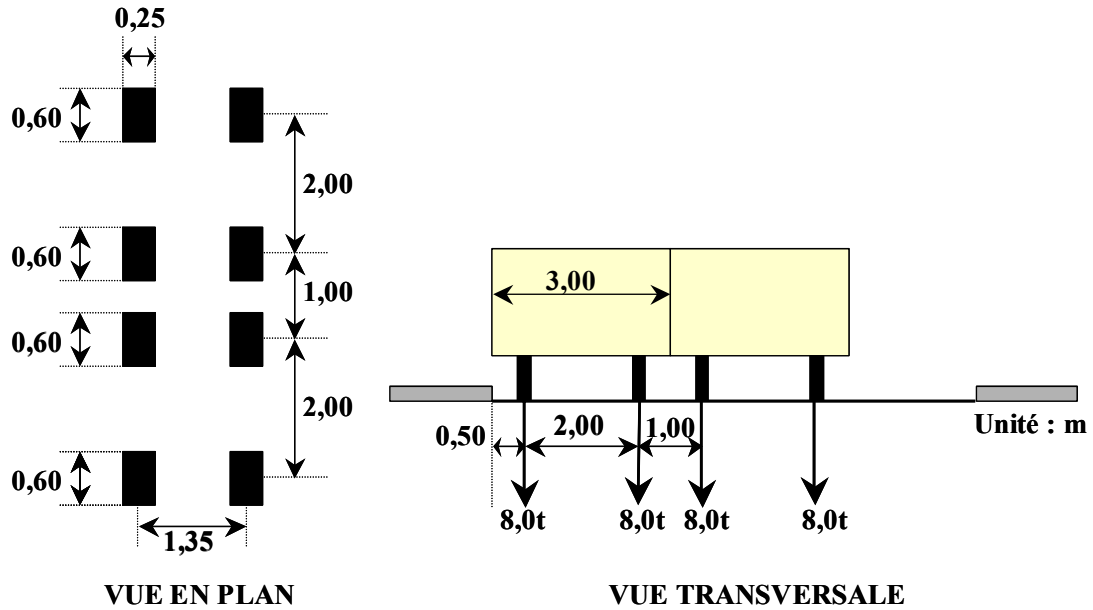 0,25
0,60
2,00
0,60
1,00
0,60
2,00
0,60
1,35
VUE EN PLAN
3,00
0,50
2,00
1,00
Unité : m
8,0t
8,0t
8,0t
8,0t
VUE TRANSVERSALE